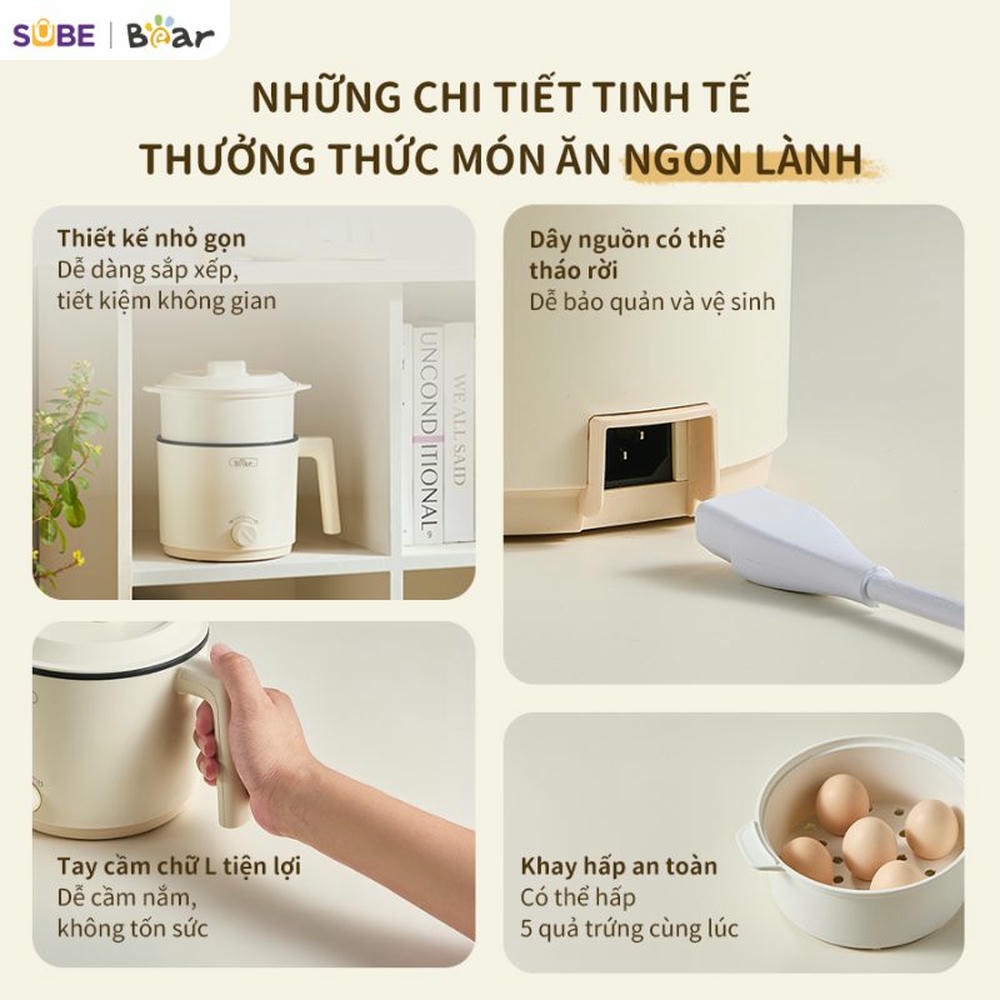 SUBE | Bear
NHỮNG CHI TIẾT TINH TẾ
THƯỞNG THỨC MÓN ĂN NGON LÀNH
Thiết kế nhỏ gọn
Dễ dàng sắp xếp,
tiết kiệm không gian
UNCONDITIONAL
WE ALL SAID
Dây nguồn có thể
tháo rời
Dễ bảo quản và vệ sinh
Tay cầm chữ L tiện lợi
Dễ cầm nắm,
không tốn sức
Khay hấp an toàn
Có thể hấp
5 quả trứng cùng lúc